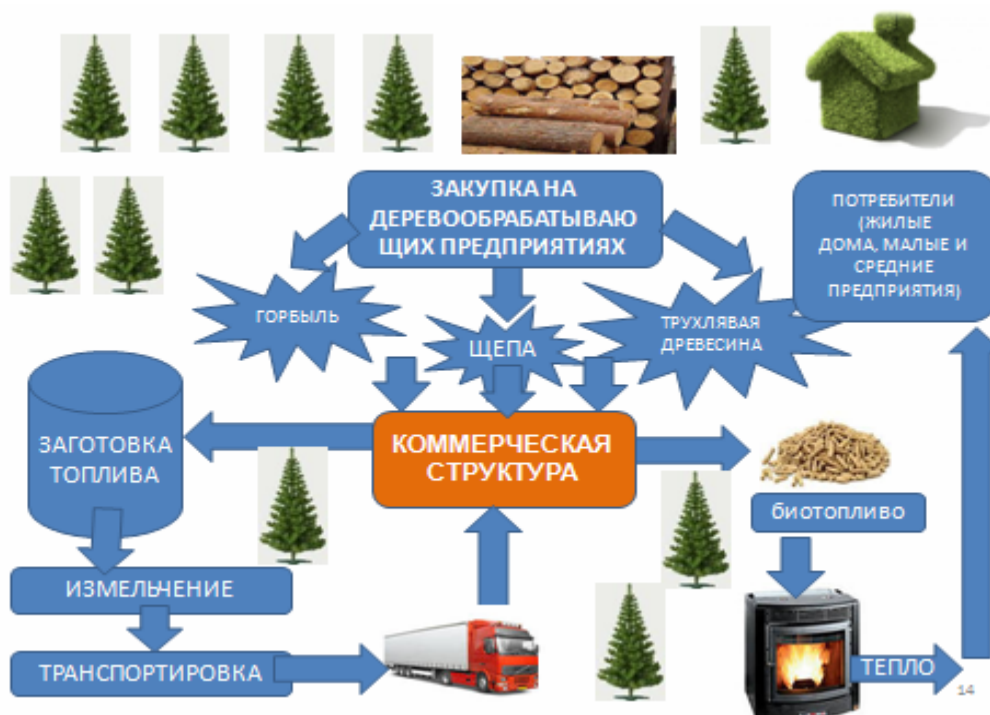 ЗАКУПКА НА
ДЕРЕВООБРАБАТЫВАЮ
ЩИХ ПРЕДПРИЯТИЯХ
ПОТРЕБИТЕЛИ
(ЖИЛЫЕ
ДОМА, МАЛЫЕ И
СРЕДНИЕ
ПРЕДПРИЯТИЯ)
ГОРБЫЛЬ
ЩЕПА
ТРУХЛЯВАЯ
ДРЕВЕСИНА
ЗАГОТОВКА
ТОПЛИВА
КОММЕРЧЕСКАЯ
СТРУКТУРА
биотопливо
ИЗМЕЛЬЧЕНИЕ
ТРАНСПОРТИРОВКА
ТЕПЛО
14